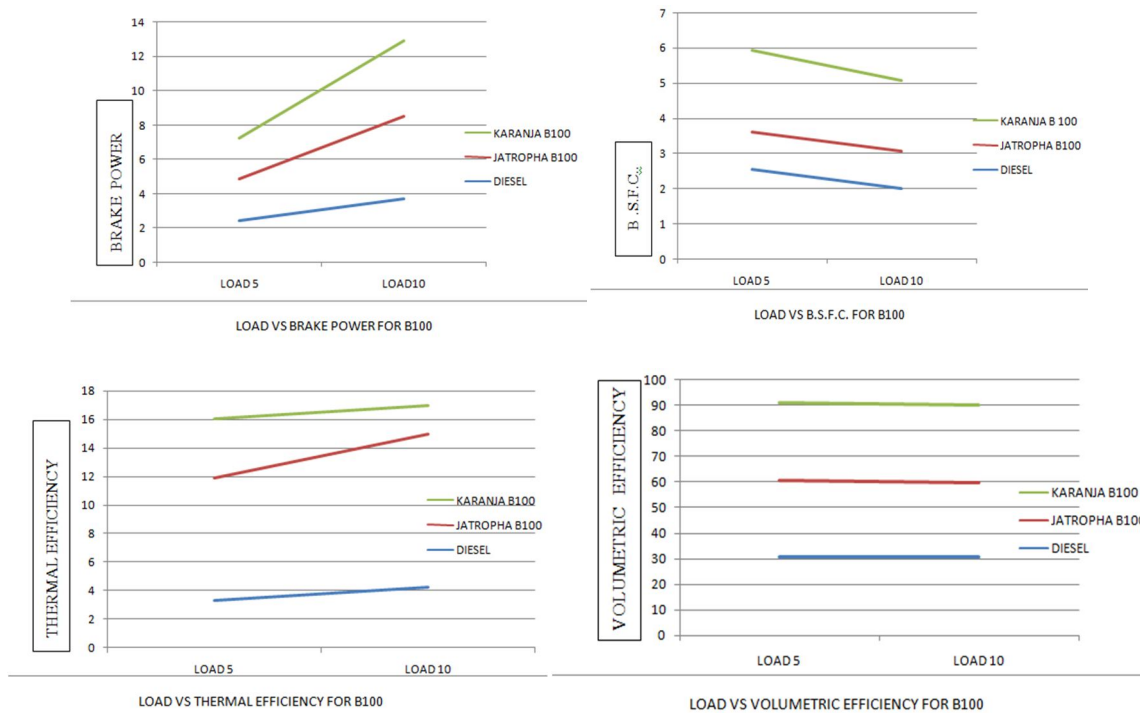 14
12
10
8
6
4
2
0
BRAKE POWER
KARANJA B100
JATROPHA B100
DIESEL
LOAD 5
LOAD10
LOAD VS BRAKE POWER FOR B100
7
6
5
4
3
2
1
0
B .S.F.C
KARANJA B 100
JATROPHA B100
DIESEL
LOAD 5
LOAD 10
LOAD VS B.S.F.C. FOR B100
18
16
14
12
10
8
6
4
2
0
THERMAL EFFICIENCY
KARANJA B100
JATROPHA B100
DIESEL
LOAD 5
LOAD 10
LOAD VS THERMAL EFFICIENCY FOR B100
100
90
80
70
60
50
40
30
20
10
0
VOLUMETRIC EFFICIENCY
KARANJA B100
JATROPHA B100
DIESEL
LOAD 5
LOAD 10
LOAD VS VOLUMETRIC EFFICIENCY FOR B100